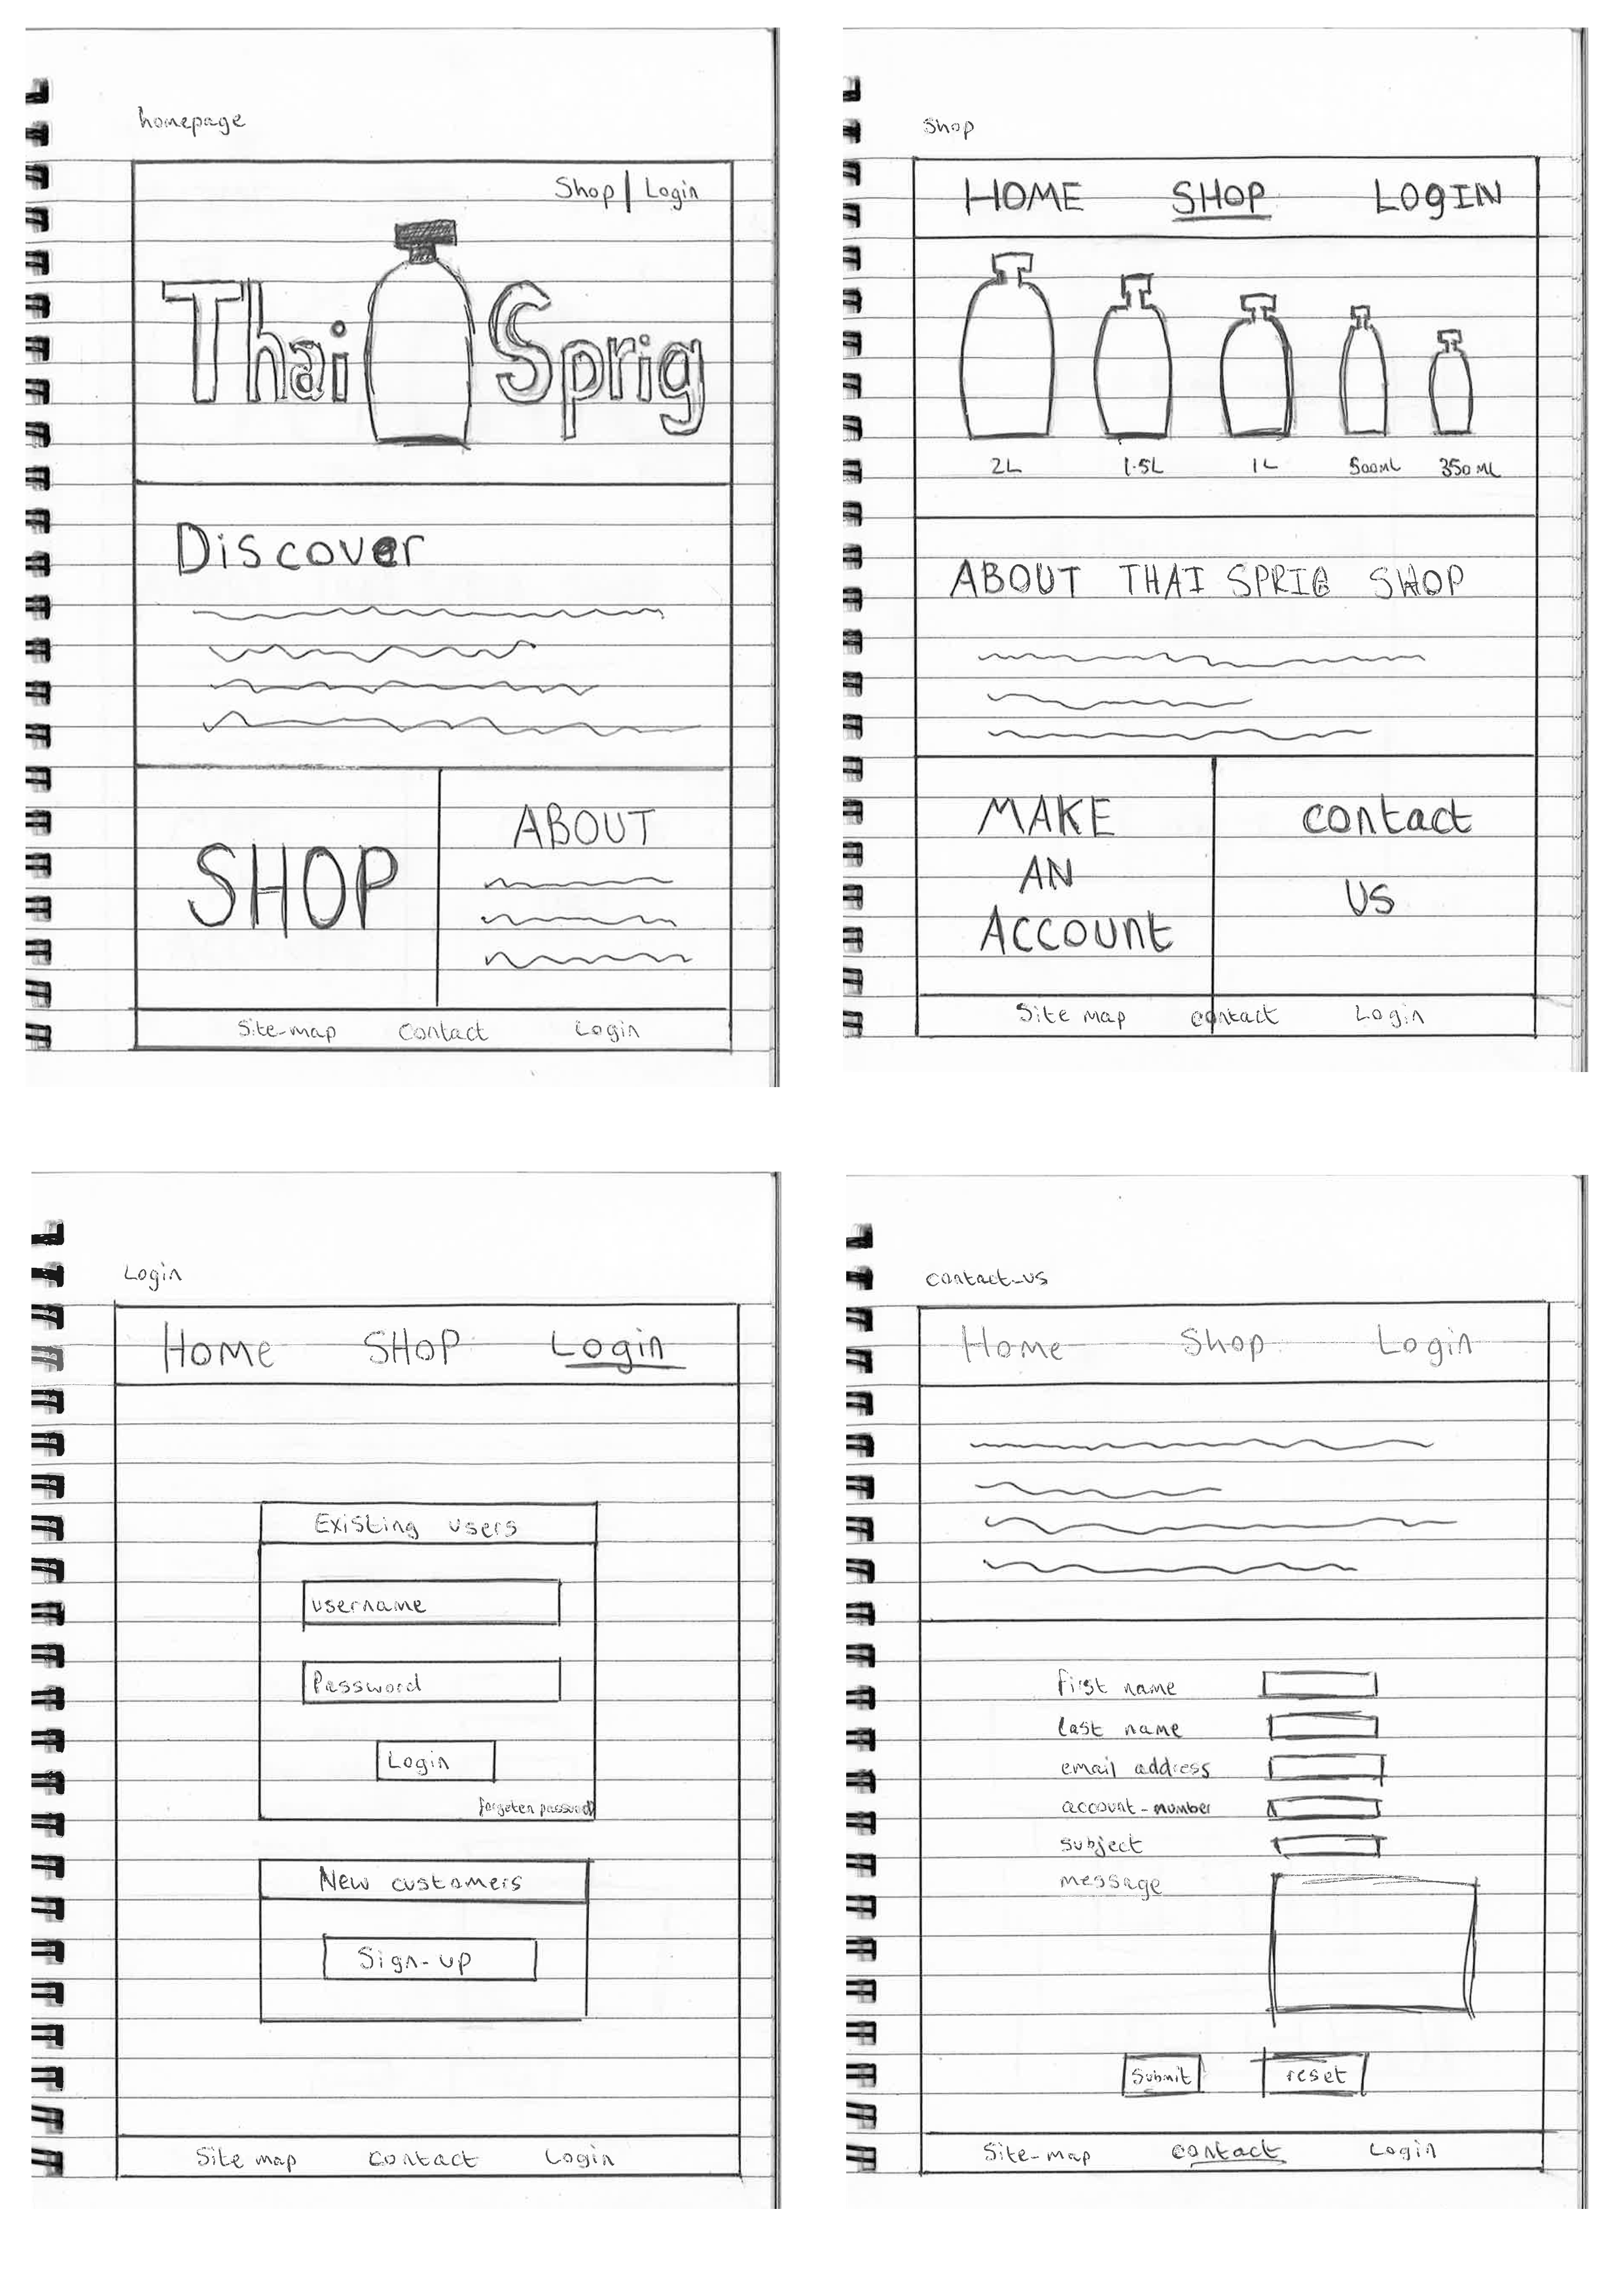 homepage
Shop | Login
Thai Sprig
Discover
SHOP
ABOUT
Site-map contact Login
Shop
HOME SHOP LOGIN
2L 1.5L 1L 500ML 350ML
ABOUT THAI SPRIG SHOP
MAKE
AN
ACCOUNT
contact
us
Site map contact Login
Login
Home SHOP Login
Existing users
username
Password
Login
forgoten password
New customers
Sign-up
Site map contact Login
contact-us
Home Shop Login
first name
last name
email address
account-number
subject
message
Submit reset
Site-map contact Login